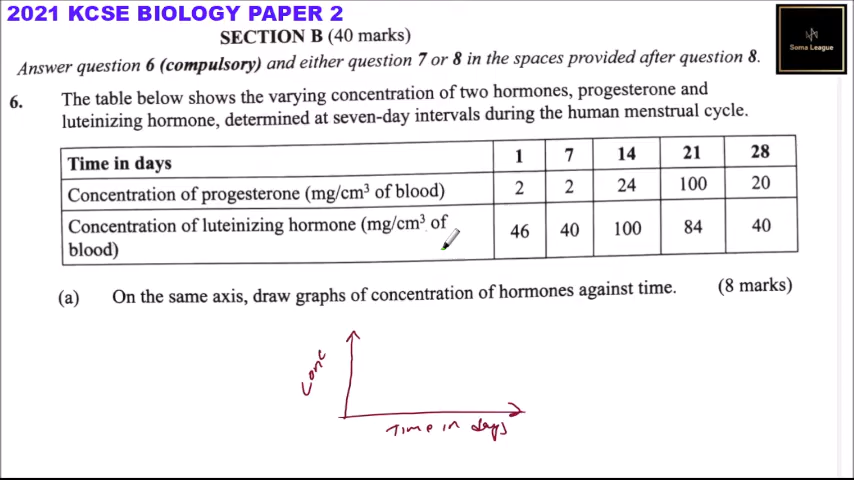 2021 KCSE BIOLOGY PAPER 2
Soma League
SECTION B (40 marks)
Answer question 6 (compulsory) and either question 7 or 8 in the spaces provided after question 8.
6. The table below shows the varying concentration of two hormones, progesterone and
luteinizing hormone, determined at seven-day intervals during the human menstrual cycle.
Time in days 1 7 14 21 28
Concentration of progesterone (mg/cm³ of blood) 2 2 24 100 20
Concentration of luteinizing hormone (mg/cm³ of
blood) 46 40 100 84 40
(a) On the same axis, draw graphs of concentration of hormones against time. (8 marks)
Conc
Time in days